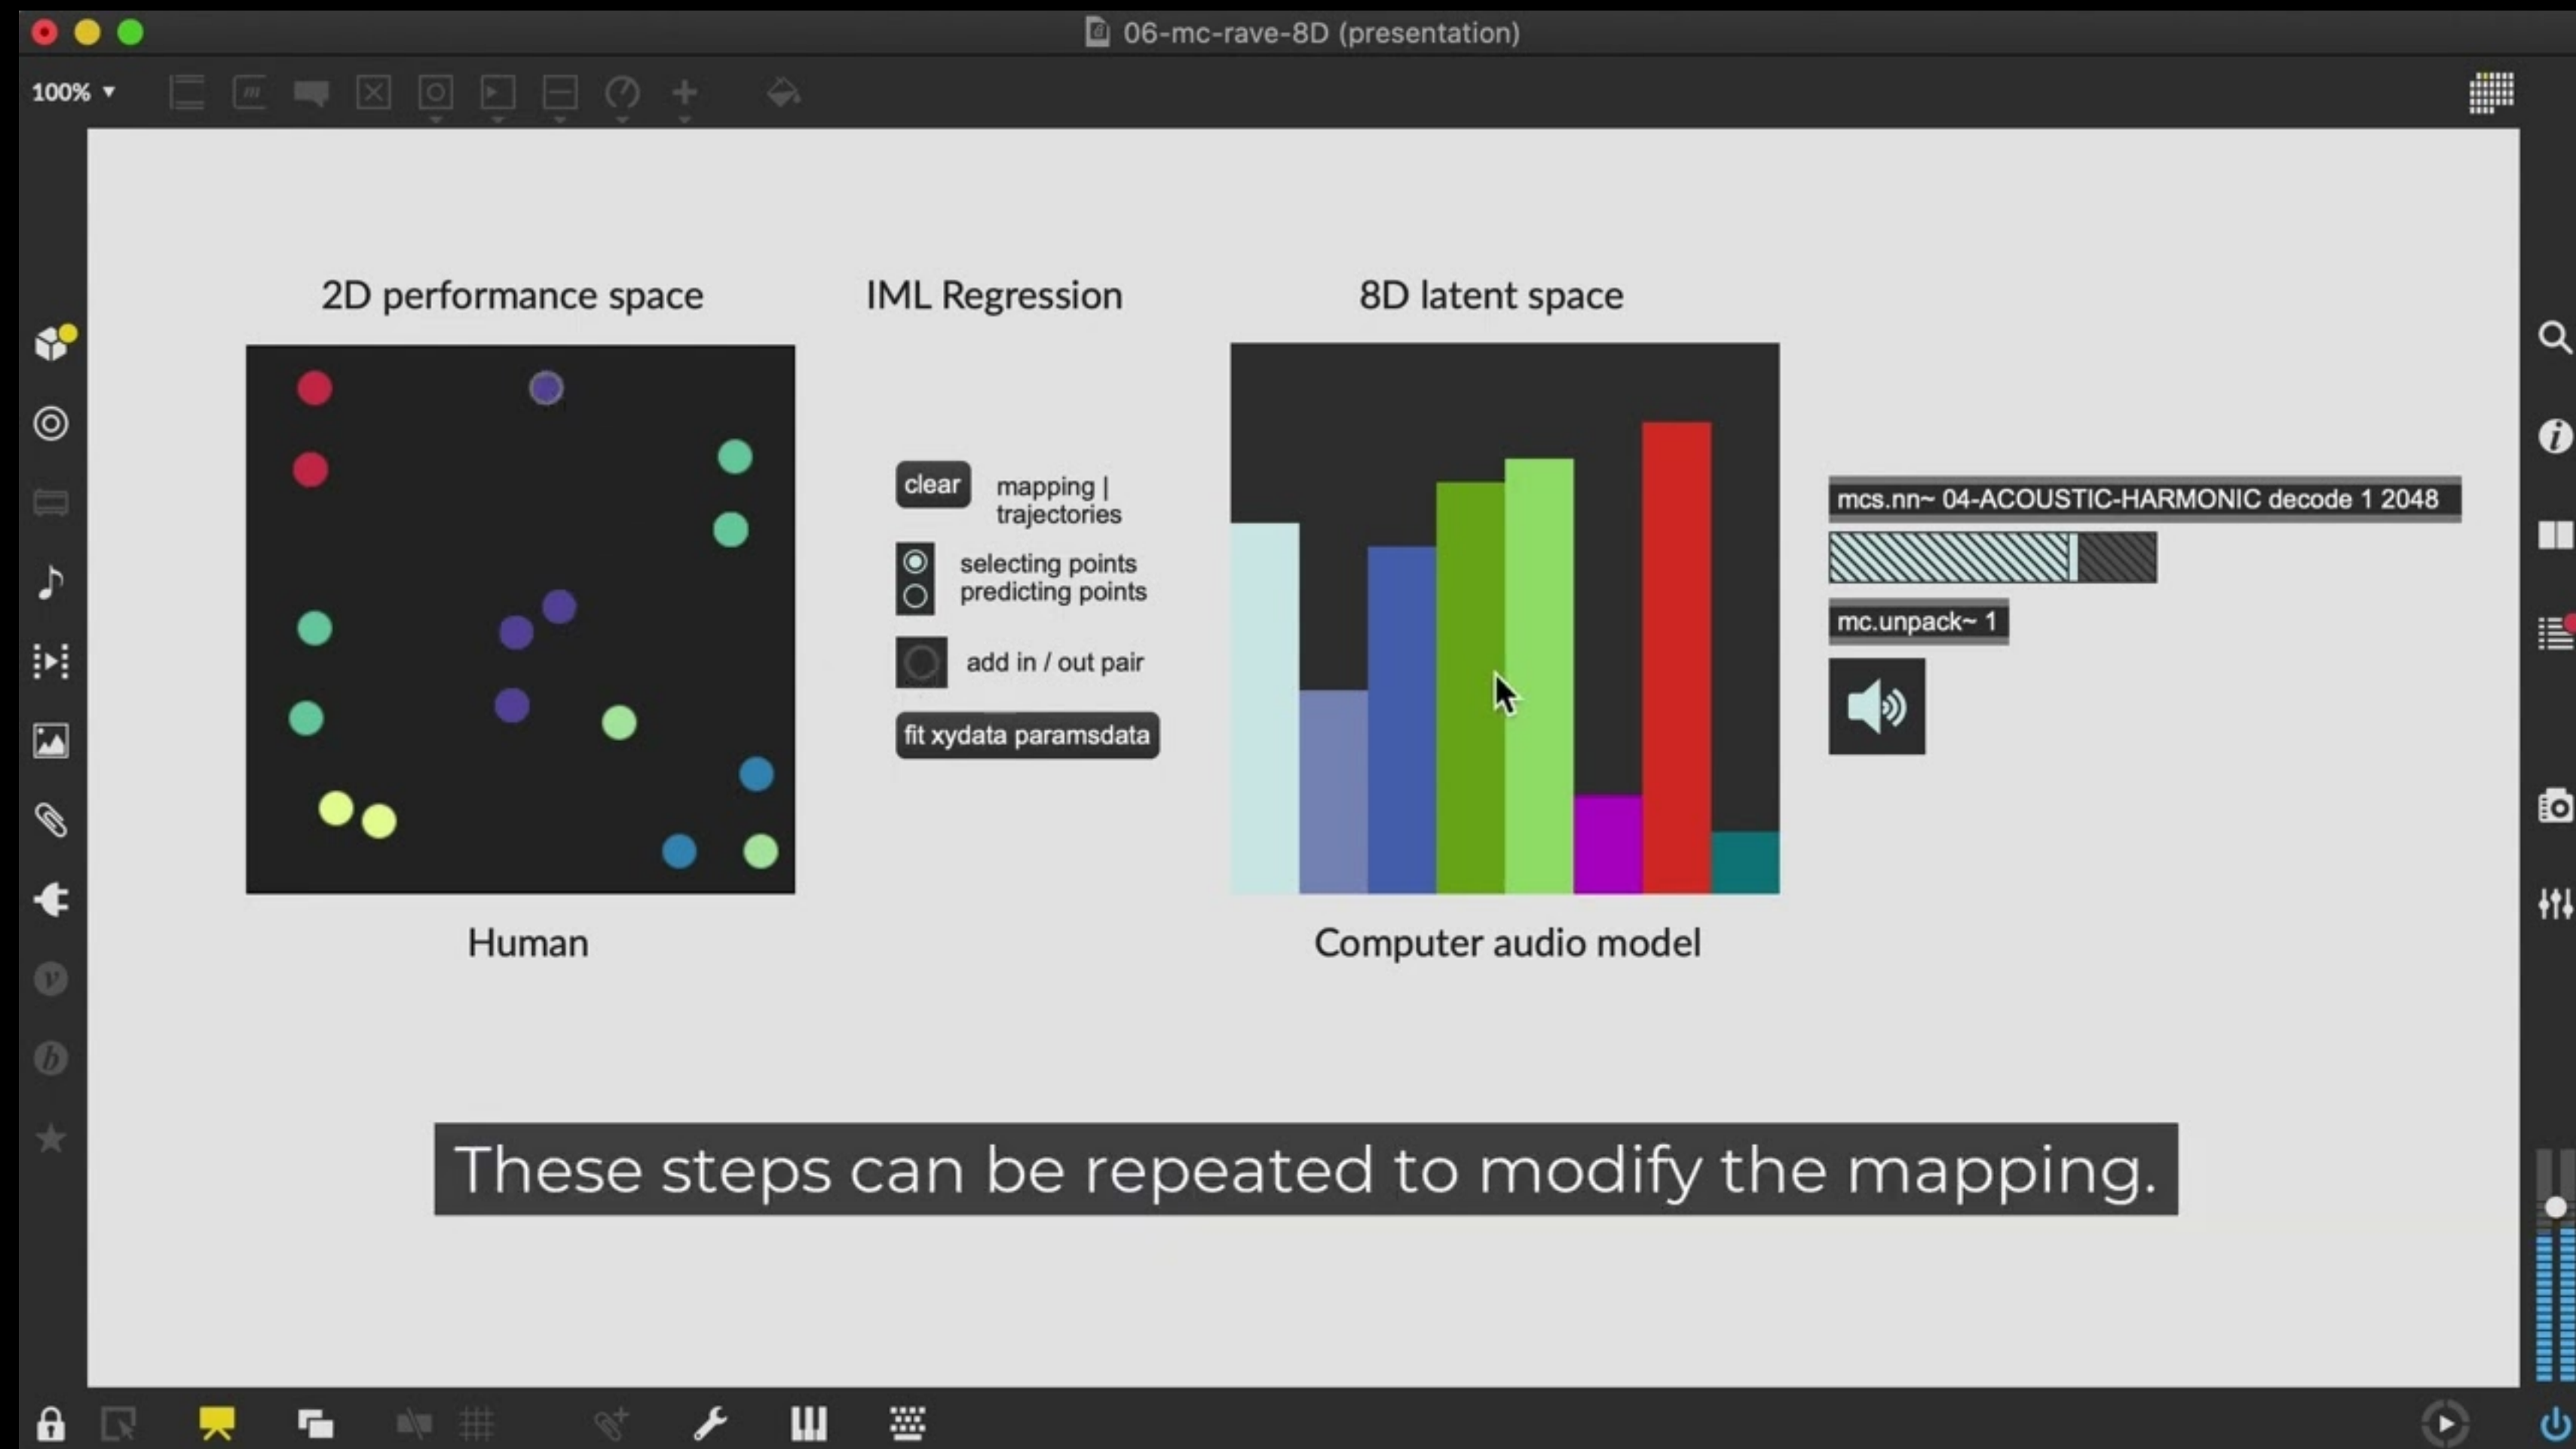 06-mc-rave-8D (presentation)
100%
2D performance space
IML Regression
8D latent space
clear
mapping |
trajectories
selecting points
predicting points
add in / out pair
fit xydata paramsdata
mcs.nn~ 04-ACOUSTIC-HARMONIC decode 1 2048
mc.unpack~ 1
Human
Computer audio model
These steps can be repeated to modify the mapping.